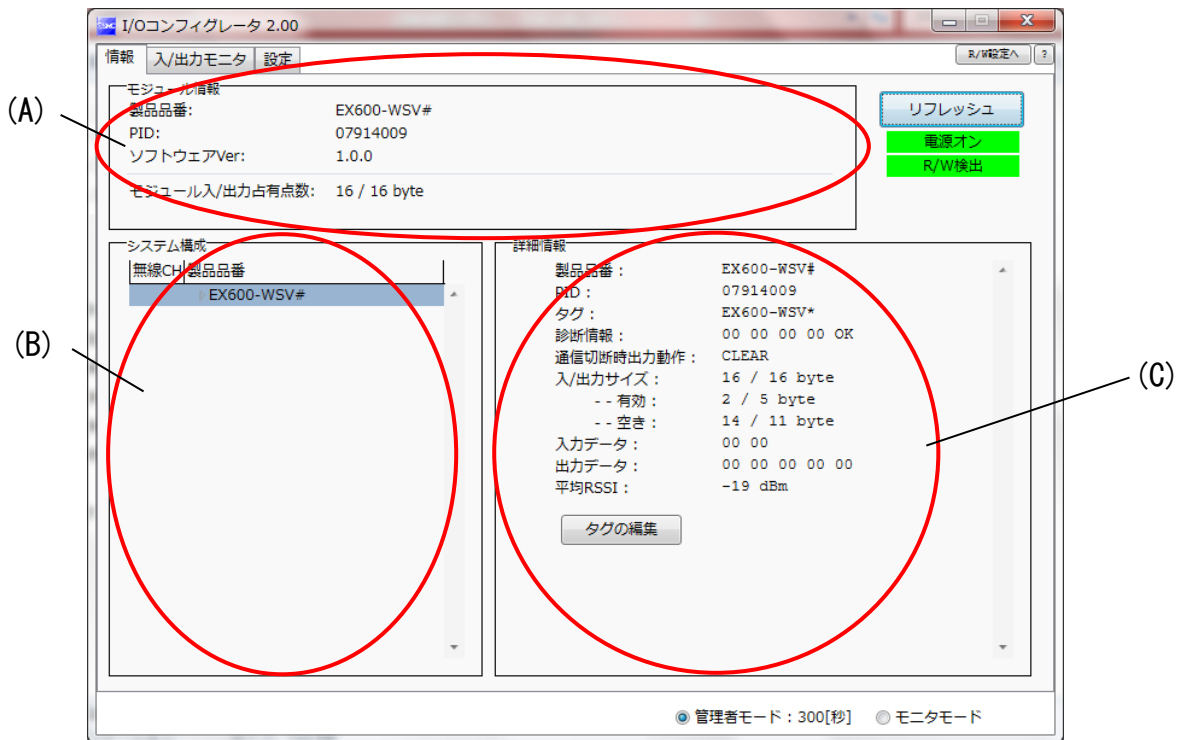 I/Oコンフィグレータ 2.00
情報 入/出力モニタ 設定 R/W設定へ ?
(A)
モジュール情報
製品品番: EX600-WSV#
PID: 07914009
ソフトウェアVer: 1.0.0
モジュール入/出力占有点数: 16 / 16 byte
リフレッシュ
電源オン
R/W検出
(B)
システム構成
無線CH 製品品番
EX600-WSV#
(C)
詳細情報
製品品番: EX600-WSV#
PID: 07914009
タグ: EX600-WSV*
診断情報: 00 00 00 00 OK
通信切断時出力動作: CLEAR
入/出力サイズ: 16 / 16 byte
--有効: 2 / 5 byte
--空き: 14 / 11 byte
入力データ: 00 00
出力データ: 00 00 00 00 00
平均RSSI: -19 dBm
タグの編集
管理者モード:300[秒] モニタモード